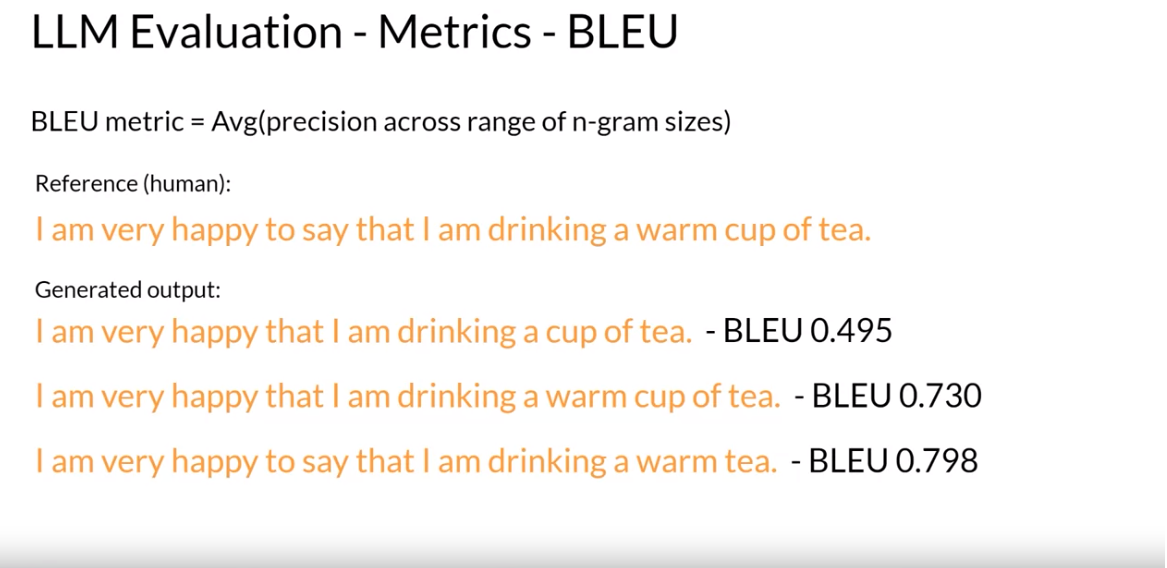 LLM Evaluation - Metrics - BLEU
BLEU metric = Avg(precision across range of n-gram sizes)
Reference (human):
I am very happy to say that I am drinking a warm cup of tea.
Generated output:
I am very happy that I am drinking a cup of tea. - BLEU 0.495
I am very happy that I am drinking a warm cup of tea. - BLEU 0.730
I am very happy to say that I am drinking a warm tea. - BLEU 0.798